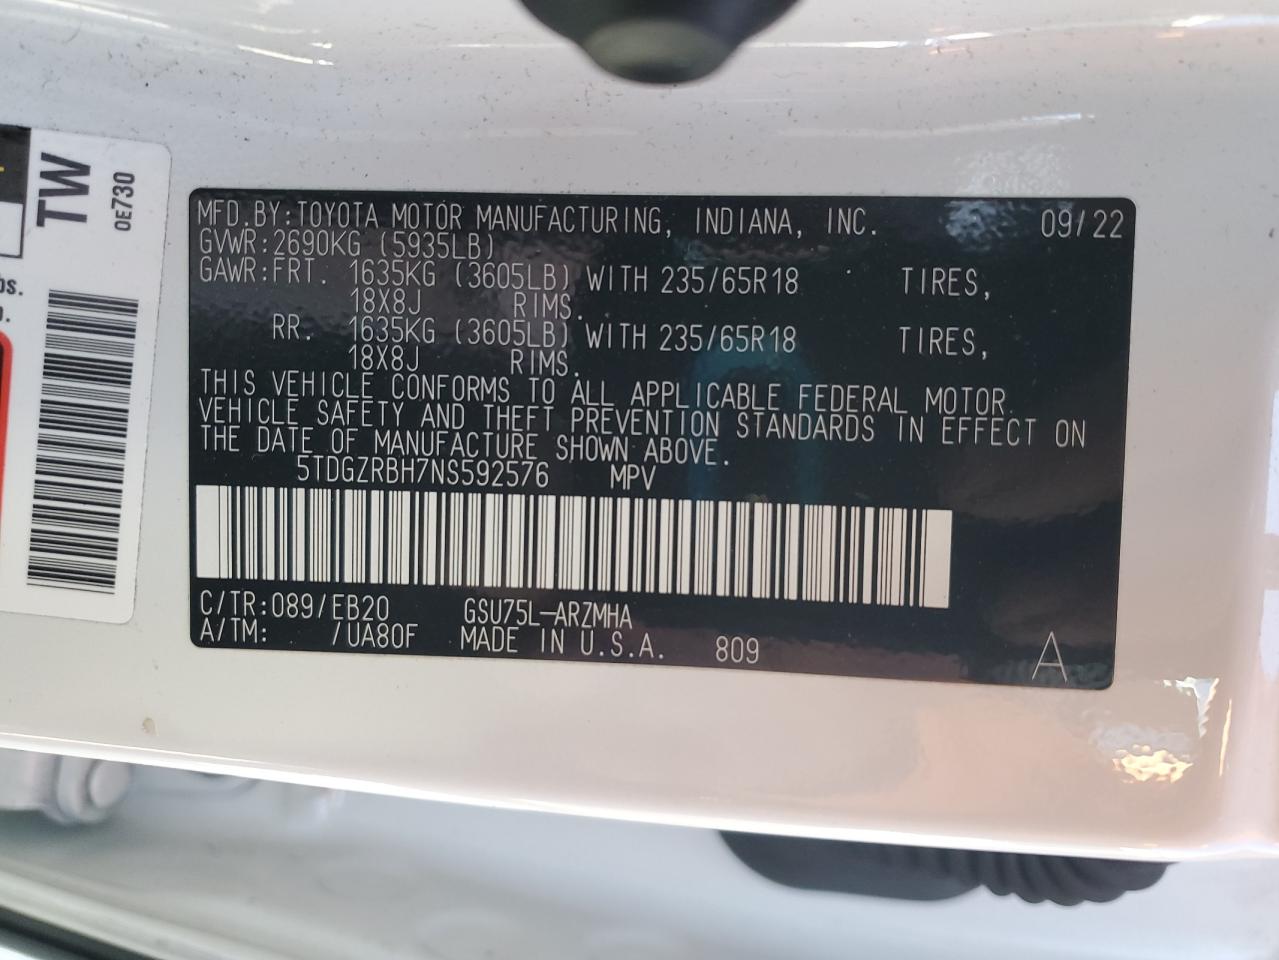 TW
0E730
bs.
MFD.BY:TOYOTA MOTOR MANUFACTURING, INDIANA, INC. 09/22
GVWR:2690KG (5935LB)
GAWR:FRT. 1635KG (3605LB) WITH 235/65R18 TIRES,
18X8J RIMS.
RR. 1635KG (3605LB) WITH 235/65R18 TIRES,
18X8J RIMS.
THIS VEHICLE CONFORMS TO ALL APPLICABLE FEDERAL MOTOR
VEHICLE SAFETY AND THEFT PREVENTION STANDARDS IN EFFECT ON
THE DATE OF MANUFACTURE SHOWN ABOVE.
5TDGZRBH7NS592576 MPV
C/TR:089/EB20 GSU75L-ARZMHA
A/TM: /UA80F MADE IN U.S.A. 809 A